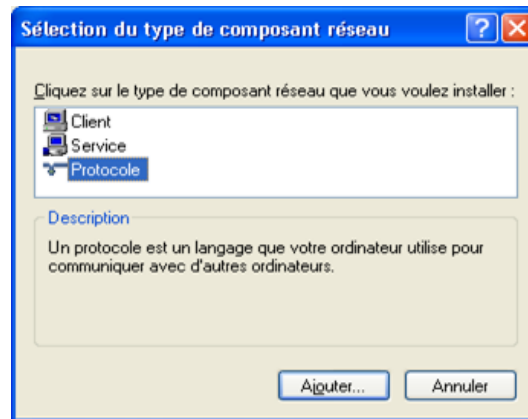 Sélection du type de composant réseau
Cliquez sur le type de composant réseau que vous voulez installer :
Client
Service
Protocole
Description
Un protocole est un langage que votre ordinateur utilise pour
communiquer avec d'autres ordinateurs.
Ajouter... Annuler